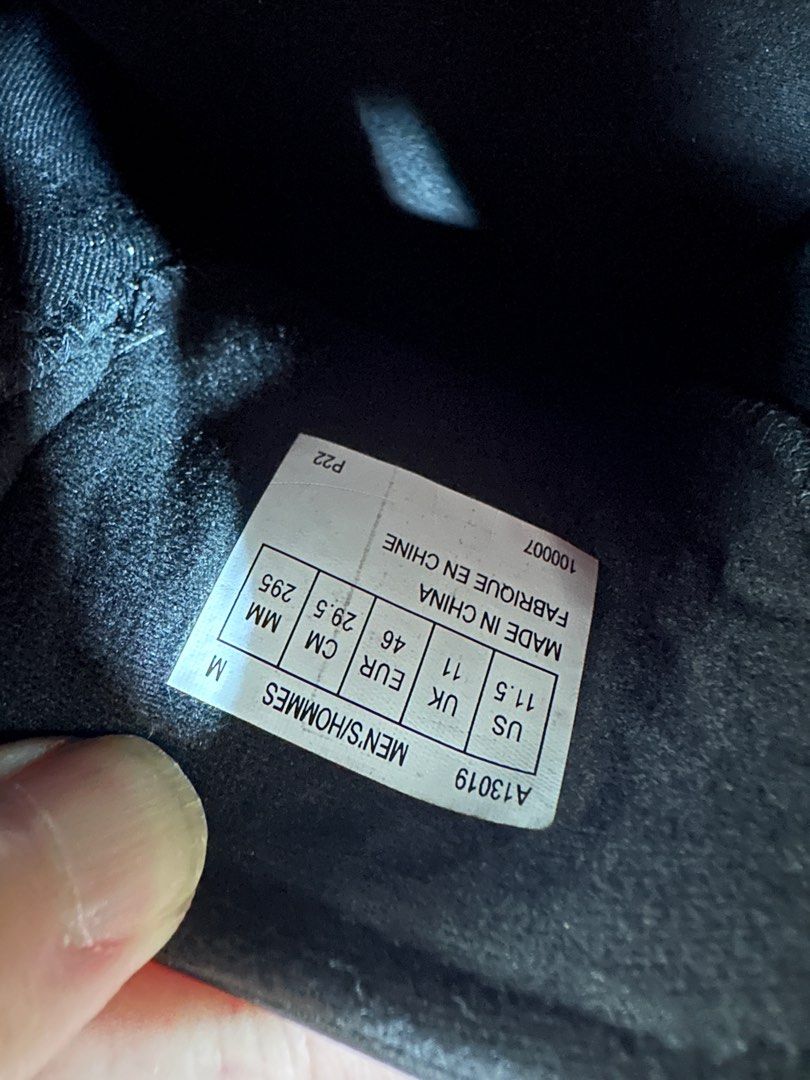 A13019
MEN'S/HOMMES M
US UK EUR CM MM
11.5 11 46 29.5 295
MADE IN CHINA
FABRIQUE EN CHINE
100007 P22